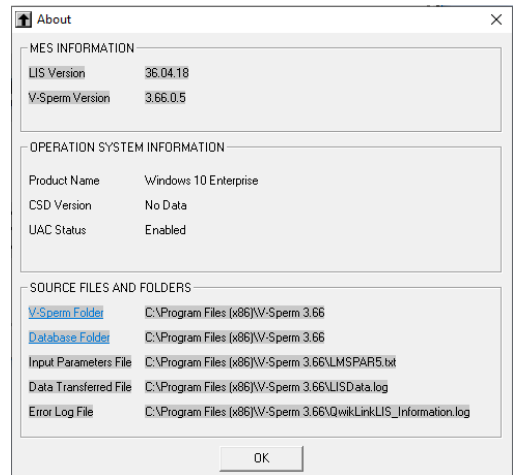 About
MES INFORMATION
LIS Version 36.04.18
V-Sperm Version 3.66.0.5
OPERATION SYSTEM INFORMATION
Product Name Windows 10 Enterprise
CSD Version No Data
UAC Status Enabled
SOURCE FILES AND FOLDERS
V-Sperm Folder C:\Program Files (x86)\V-Sperm 3.66
Database Folder C:\Program Files (x86)\V-Sperm 3.66
Input Parameters File C:\Program Files (x86)\V-Sperm 3.66\LMSPAR5.txt
Data Transferred File C:\Program Files (x86)\V-Sperm 3.66\LISData.log
Error Log File C:\Program Files (x86)\V-Sperm 3.66\QwikLinkLIS_Information.log
OK